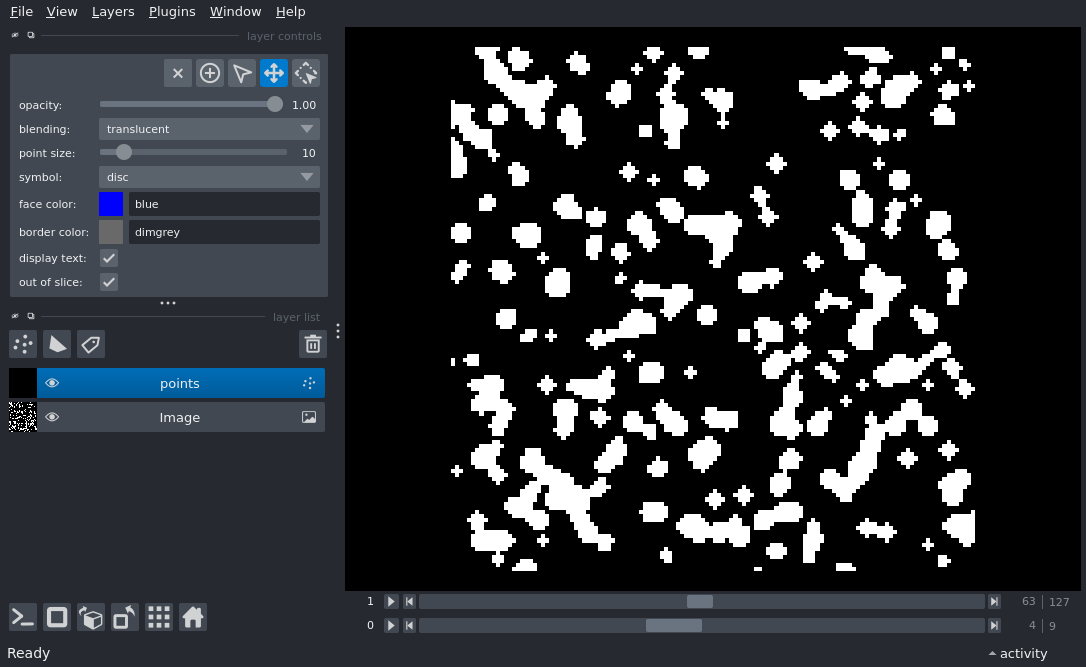 File View Layers Plugins Window Help
layer controls
opacity: 1.00
blending: translucent
point size: 10
symbol: disc
face color: blue
border color: dimgrey
display text:
out of slice:
layer list
points
Image
1 63 127
0 4 9
Ready activity